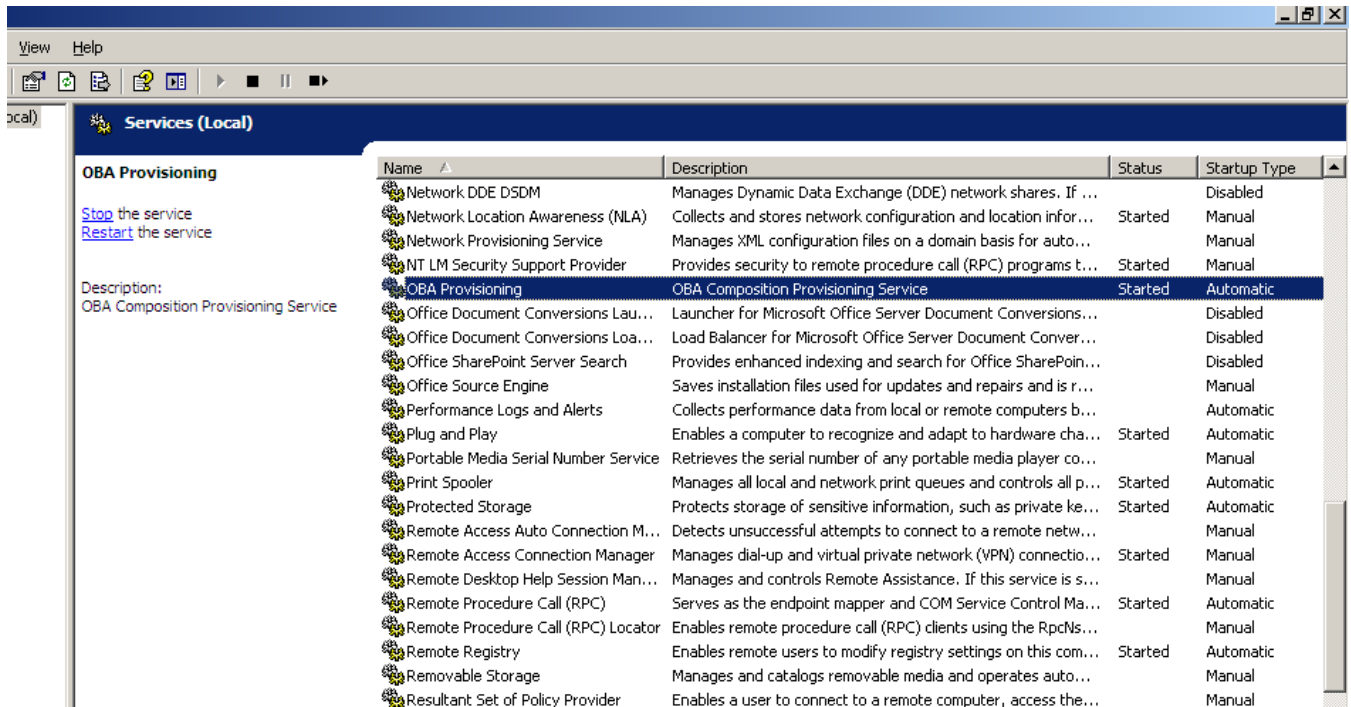 View Help
ocal)
Services (Local)
OBA Provisioning
Stop the service
Restart the service
Description:
OBA Composition Provisioning Service
Name Description Status Startup Type
Network DDE DSDM Manages Dynamic Data Exchange (DDE) network shares. If ... Disabled
Network Location Awareness (NLA) Collects and stores network configuration and location infor... Started Manual
Network Provisioning Service Manages XML configuration files on a domain basis for auto... Manual
NT LM Security Support Provider Provides security to remote procedure call (RPC) programs t... Started Manual
OBA Provisioning OBA Composition Provisioning Service Started Automatic
Office Document Conversions Lau... Launcher for Microsoft Office Server Document Conversions... Disabled
Office Document Conversions Loa... Load Balancer for Microsoft Office Server Document Conver... Disabled
Office SharePoint Server Search Provides enhanced indexing and search for Office SharePoin... Disabled
Office Source Engine Saves installation files used for updates and repairs and is r... Manual
Performance Logs and Alerts Collects performance data from local or remote computers b... Automatic
Plug and Play Enables a computer to recognize and adapt to hardware cha... Started Automatic
Portable Media Serial Number Service Retrieves the serial number of any portable media player co... Manual
Print Spooler Manages all local and network print queues and controls all p... Started Automatic
Protected Storage Protects storage of sensitive information, such as private ke... Started Automatic
Remote Access Auto Connection M... Detects unsuccessful attempts to connect to a remote netw... Manual
Remote Access Connection Manager Manages dial-up and virtual private network (VPN) connectio... Started Manual
Remote Desktop Help Session Man... Manages and controls Remote Assistance. If this service is s... Manual
Remote Procedure Call (RPC) Serves as the endpoint mapper and COM Service Control Ma... Started Automatic
Remote Procedure Call (RPC) Locator Enables remote procedure call (RPC) clients using the RpcNs... Manual
Remote Registry Enables remote users to modify registry settings on this com... Started Automatic
Removable Storage Manages and catalogs removable media and operates auto... Manual
Resultant Set of Policy Provider Enables a user to connect to a remote computer, access the... Manual